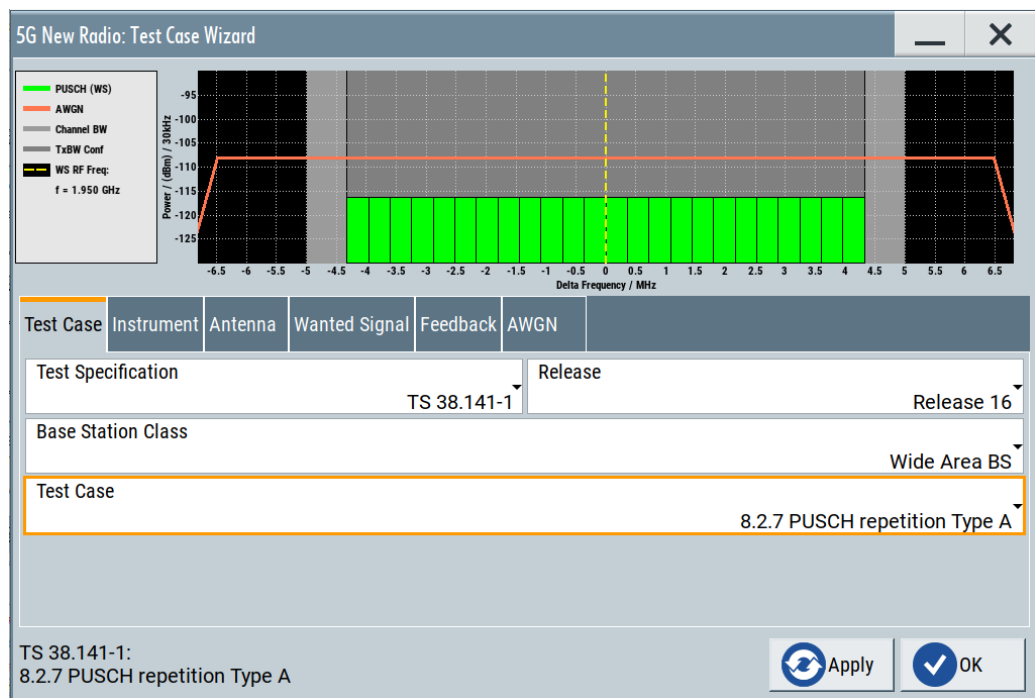 5G New Radio: Test Case Wizard
PUSCH (WS)
AWGN
Channel BW
TxBW Conf
WS RF Freq:
f = 1.950 GHz
Power / (dBm) / 30kHz
-95
-100
-105
-110
-115
-120
-125
-6.5 -6 -5.5 -5 -4.5 -4 -3.5 -3 -2.5 -2 -1.5 -1 -0.5 0 0.5 1 1.5 2 2.5 3 3.5 4 4.5 5 5.5 6 6.5
Delta Frequency / MHz
Test Case Instrument Antenna Wanted Signal Feedback AWGN
Test Specification
TS 38.141-1
Release
Release 16
Base Station Class
Wide Area BS
Test Case
8.2.7 PUSCH repetition Type A
TS 38.141-1:
8.2.7 PUSCH repetition Type A
Apply
OK